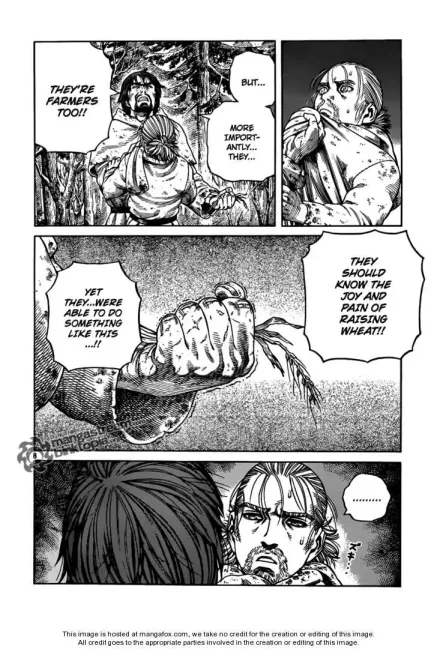 THEY'RE
FARMERS
TOO!!
BUT...
MORE
IMPORT-
ANTLY...
THEY...
THEY
SHOULD
KNOW THE
JOY AND
PAIN OF
RAISING
WHEAT!!
YET
THEY...WERE
ABLE TO DO
SOMETHING
LIKE THIS
...!!
.........
This image is hosted at mangafox.com, we take no credit for the creation or editing of this image.
All credit goes to the appropriate parties involved in the creation or editing of this image.